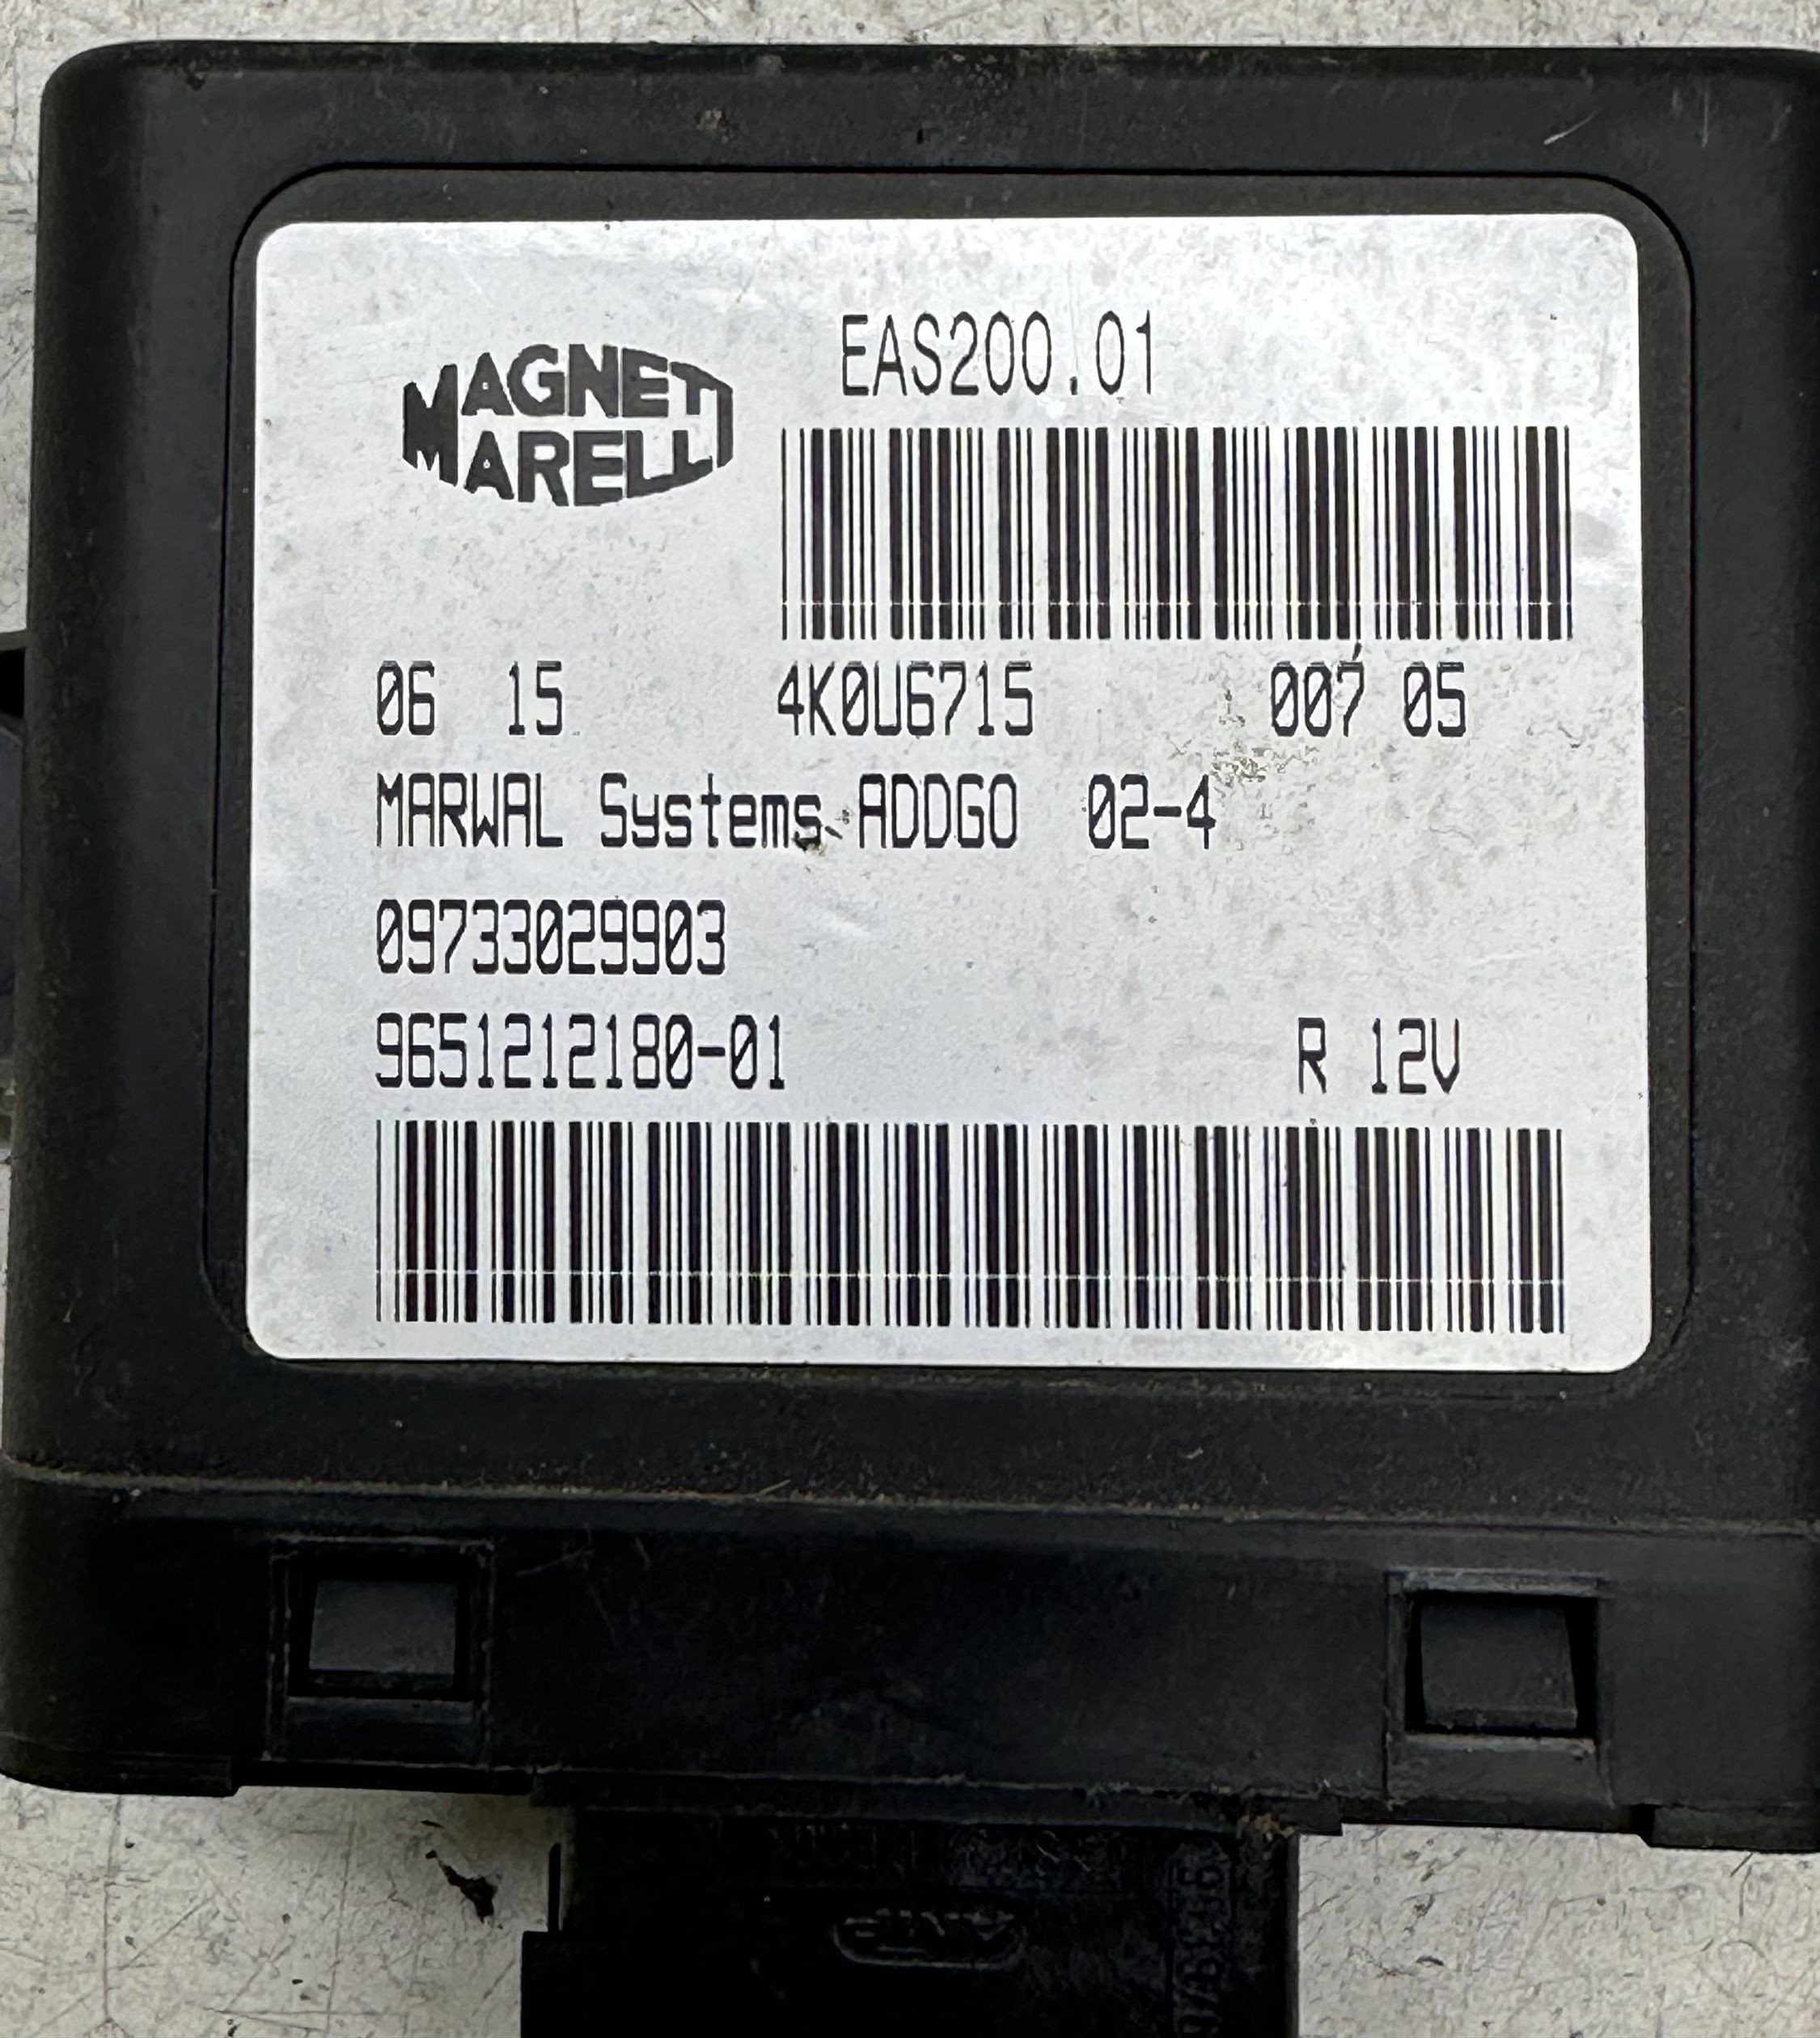 MAGNETI
MARELLI
EAS200.01
06 15 4K0U6715 007 05
MARWAL Systems ADDGO 02-4
09733029903
9651212180-01 R 12V